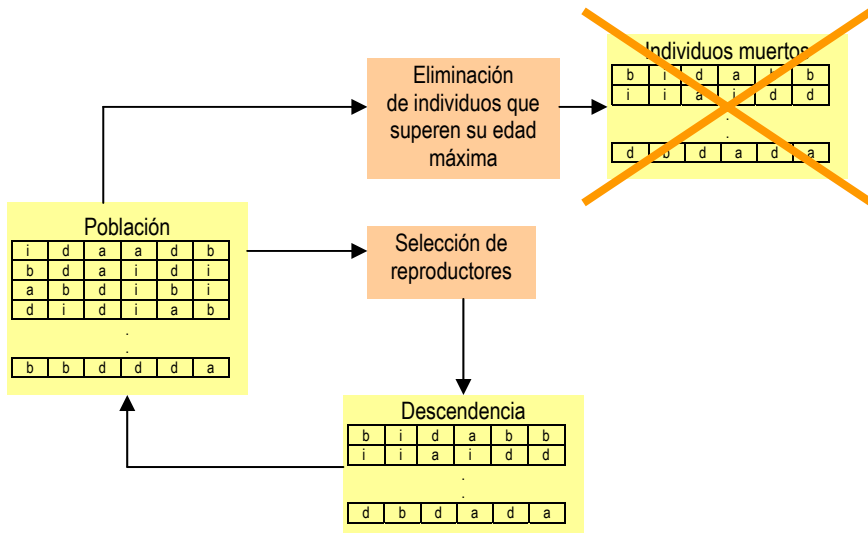 Eliminación
de individuos que
superen su edad
máxima
Individuos muertos
b i d a b b
i i a i d d
.
.
d b d a d a
Población
i d a a d b
b d a i d i
a b d i b i
d i d i a b
.
.
b b d d d a
Selección de
reproductores
Descendencia
b i d a b b
i i a i d d
.
.
d b d a d a